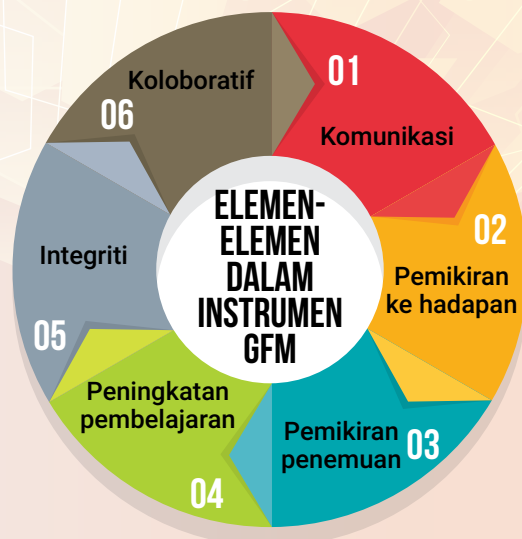 ELEMEN-
ELEMEN
DALAM
INSTRUMEN
GFM
01
Komunikasi
02
Pemikiran
ke hadapan
03
Pemikiran
penemuan
04
Peningkatan
pembelajaran
05
Integriti
06
Koloboratif